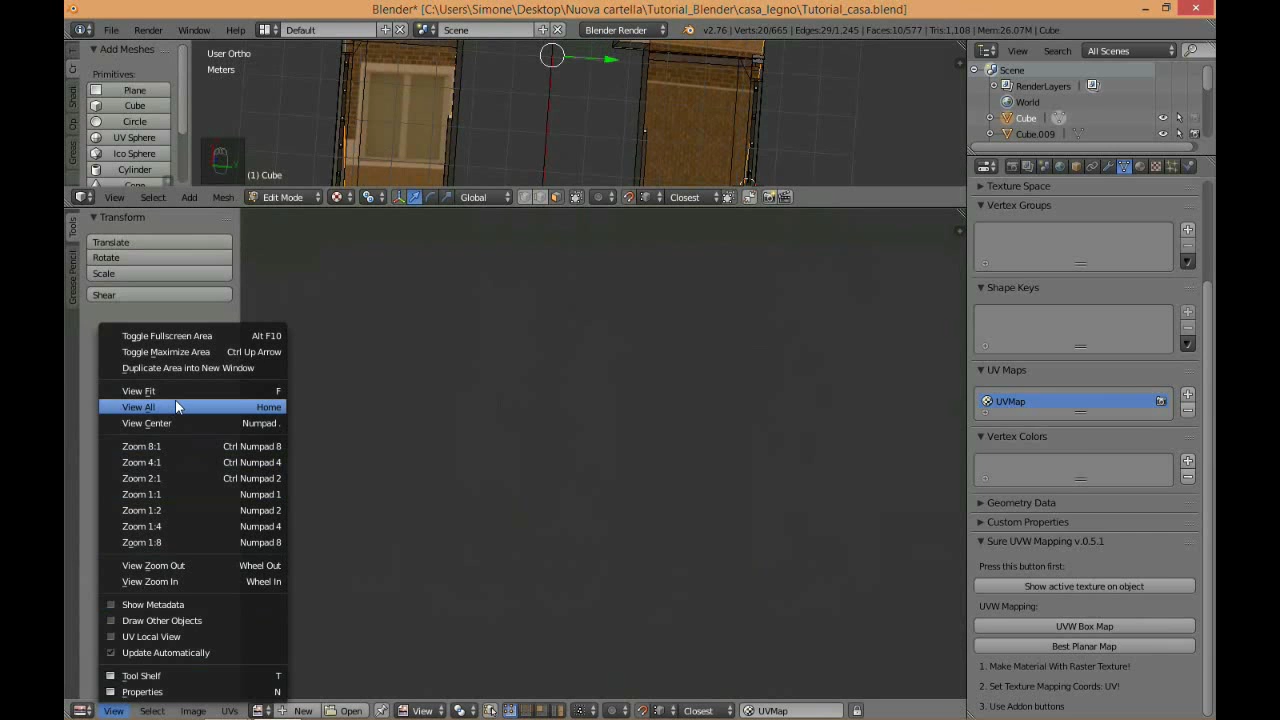 Blender* [C:\Users\Simone\Desktop\Nuova cartella\Tutorial_Blender\casa_legno\Tutorial_casa.blend]
File Render Window Help Default Scene Blender Render v2.76 | Verts:20/665 | Edges:29/1,245 | Faces:10/577 | Tris:1,108 | Mem:26.07M | Cube
View Search All Scenes
Add Meshes
Primitives:
Plane
Cube
Circle
UV Sphere
Ico Sphere
Cylinder
User Ortho
Meters
(1) Cube
Scene
RenderLayers
World
Cube
Cube.009
View Select Add Mesh Edit Mode Global Closest
Tools
Grease Pencil
Transform
Translate
Rotate
Scale
Shear
Toggle Fullscreen Area Alt F10
Toggle Maximize Area Ctrl Up Arrow
Duplicate Area into New Window
View Fit F
View All Home
View Center Numpad .
Zoom 8:1 Ctrl Numpad 8
Zoom 4:1 Ctrl Numpad 4
Zoom 2:1 Ctrl Numpad 2
Zoom 1:1 Numpad 1
Zoom 1:2 Numpad 2
Zoom 1:4 Numpad 4
Zoom 1:8 Numpad 8
View Zoom Out Wheel Out
View Zoom In Wheel In
Show Metadata
Draw Other Objects
UV Local View
Update Automatically
Tool Shelf T
Properties N
View Select Image UVs New Open View Closest UVMap
Texture Space
Vertex Groups
Shape Keys
UV Maps
UVMap
Vertex Colors
Geometry Data
Custom Properties
Sure UVW Mapping v.0.5.1
Press this button first:
Show active texture on object
UVW Mapping:
UVW Box Map
Best Planar Map
1. Make Material With Raster Texture!
2. Set Texture Mapping Coords: UV!
3. Use Addon buttons